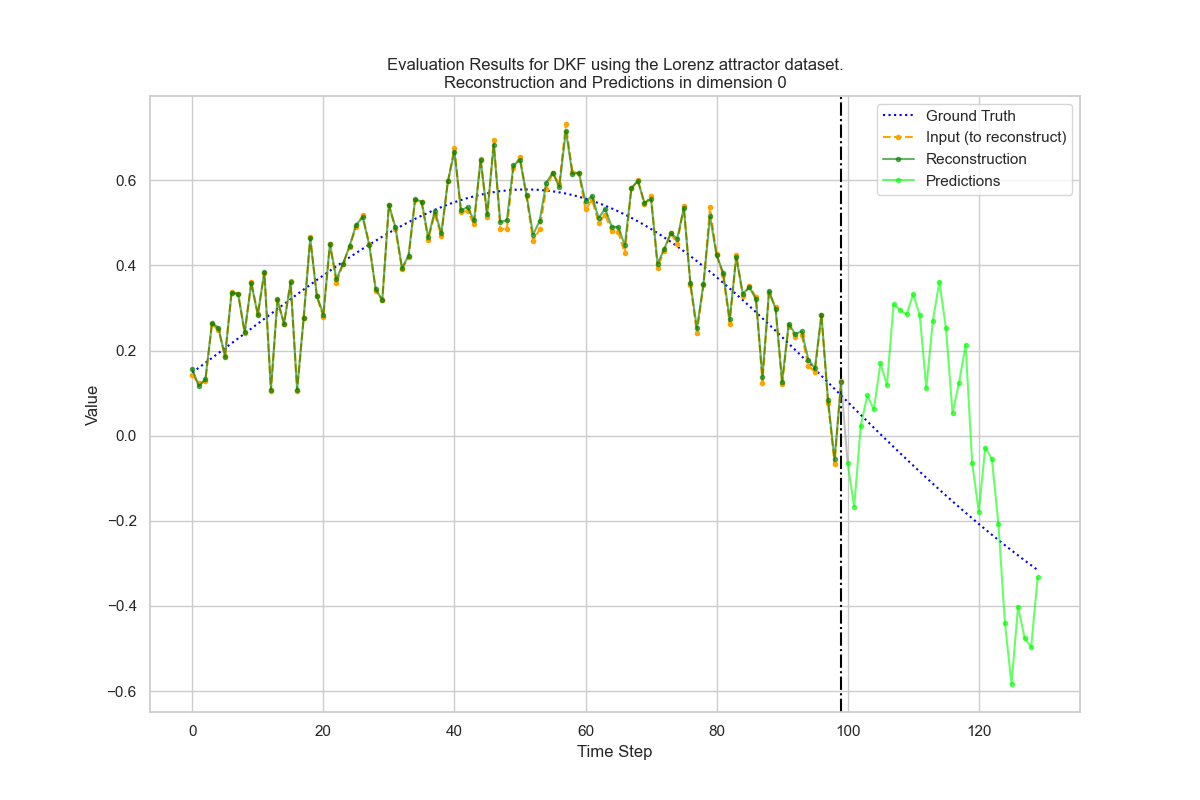 Evaluation Results for DKF using the Lorenz attractor dataset.
Reconstruction and Predictions in dimension 0
Ground Truth
Input (to reconstruct)
Reconstruction
Predictions
Value
0.6
0.4
0.2
0.0
−0.2
−0.4
−0.6
0 20 40 60 80 100 120
Time Step